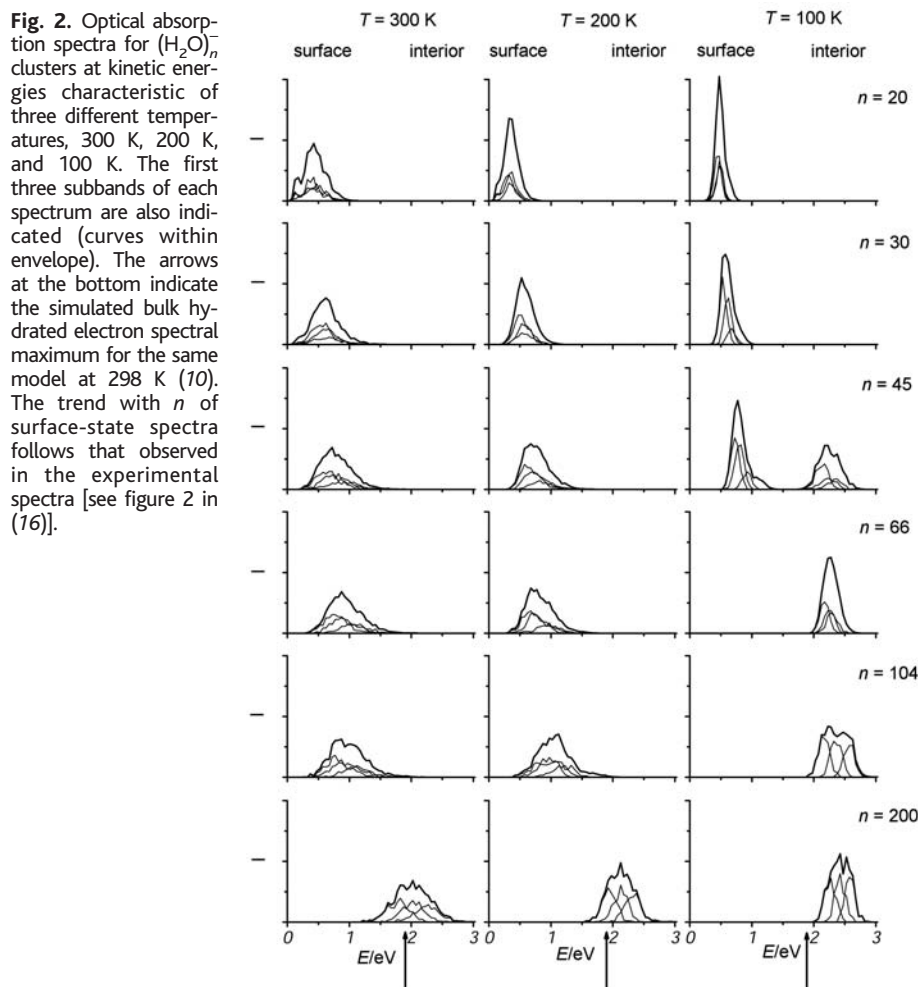 Fig. 2. Optical absorp-
tion spectra for (H₂O)ₙ⁻
clusters at kinetic ener-
gies characteristic of
three different temper-
atures, 300 K, 200 K,
and 100 K. The first
three subbands of each
spectrum are also indi-
cated (curves within
envelope). The arrows
at the bottom indicate
the simulated bulk hy-
drated electron spectral
maximum for the same
model at 298 K (10).
The trend with n of
surface-state spectra
follows that observed
in the experimental
spectra [see figure 2 in
(16)].
T = 300 K T = 200 K T = 100 K
surface interior surface interior surface interior
n = 20
n = 30
n = 45
n = 66
n = 104
n = 200
0 1 2 3 0 1 2 3 0 1 2 3
E/eV E/eV E/eV